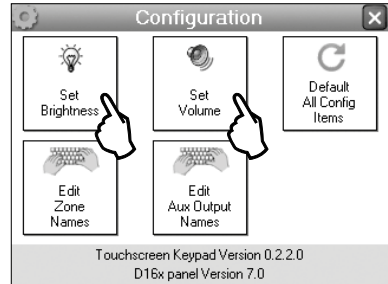 Configuration
Set
Brightness
Set
Volume
C
Default
All Config
Items
Edit
Zone
Names
Edit
Aux Output
Names
Touchscreen Keypad Version 0.2.2.0
D16x panel Version 7.0